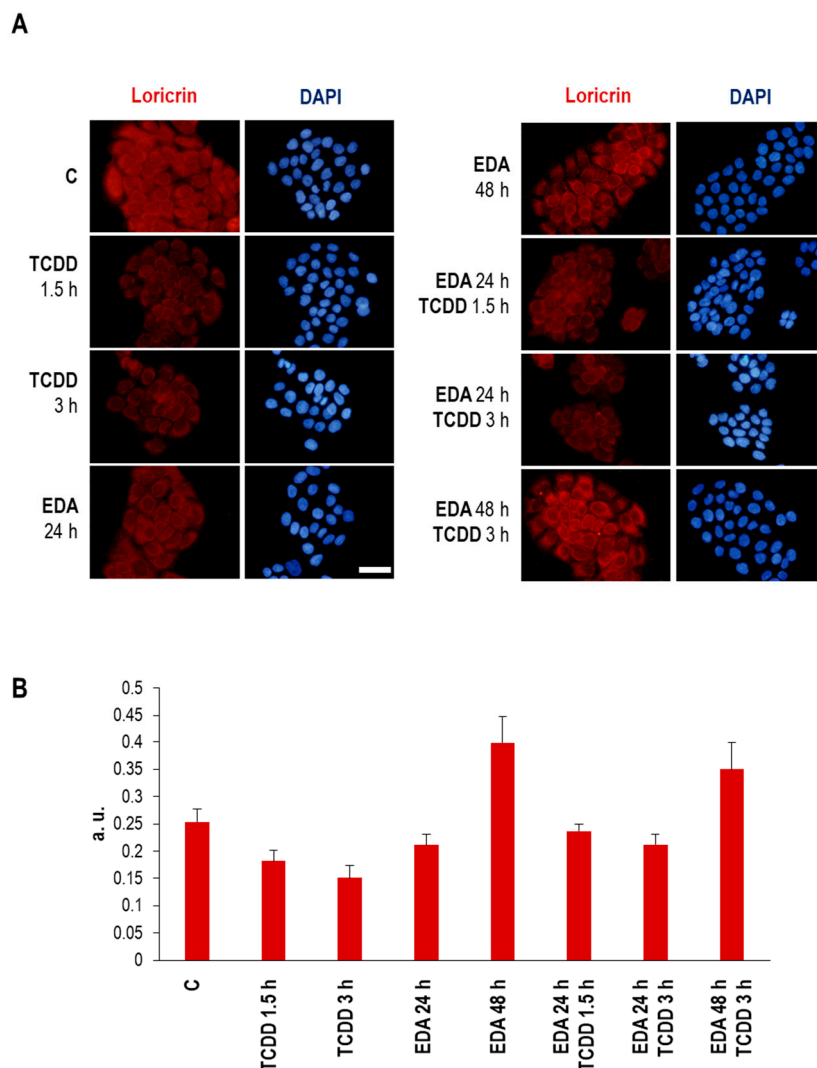 A
Loricrin DAPI
C
TCDD
1.5 h
TCDD
3 h
EDA
24 h
Loricrin DAPI
EDA
48 h
EDA 24 h
TCDD 1.5 h
EDA 24 h
TCDD 3 h
EDA 48 h
TCDD 3 h
B
a. u.
0.5
0.45
0.4
0.35
0.3
0.25
0.2
0.15
0.1
0.05
0
C
TCDD 1.5 h
TCDD 3 h
EDA 24 h
EDA 48 h
EDA 24 h
TCDD 1.5 h
EDA 24 h
TCDD 3 h
EDA 48 h
TCDD 3 h